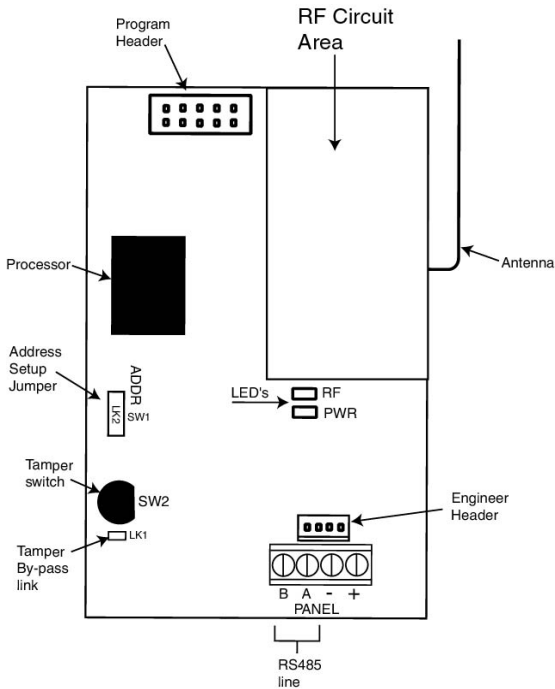 Program
Header
RF Circuit
Area
Processor
Antenna
Address
Setup
Jumper
ADDR
LK2
SW1
LED's
RF
PWR
Tamper
switch
SW2
Engineer
Header
LK1
Tamper
By-pass
link
B A - +
PANEL
RS485
line